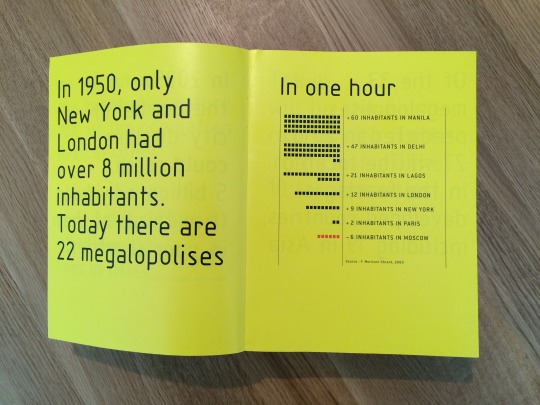 In 1950, only
New York and
London had
over 8 million
inhabitants.
Today there are
22 megalopolises
In one hour
+ 60 INHABITANTS IN MANILA
+ 47 INHABITANTS IN DELHI
+ 21 INHABITANTS IN LAGOS
+ 12 INHABITANTS IN LONDON
+ 9 INHABITANTS IN NEW YORK
+ 2 INHABITANTS IN PARIS
– 6 INHABITANTS IN MOSCOW